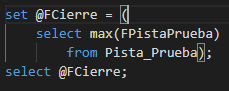 set @FCierre = (
select max(FPistaPrueba)
from Pista_Prueba);
select @FCierre;